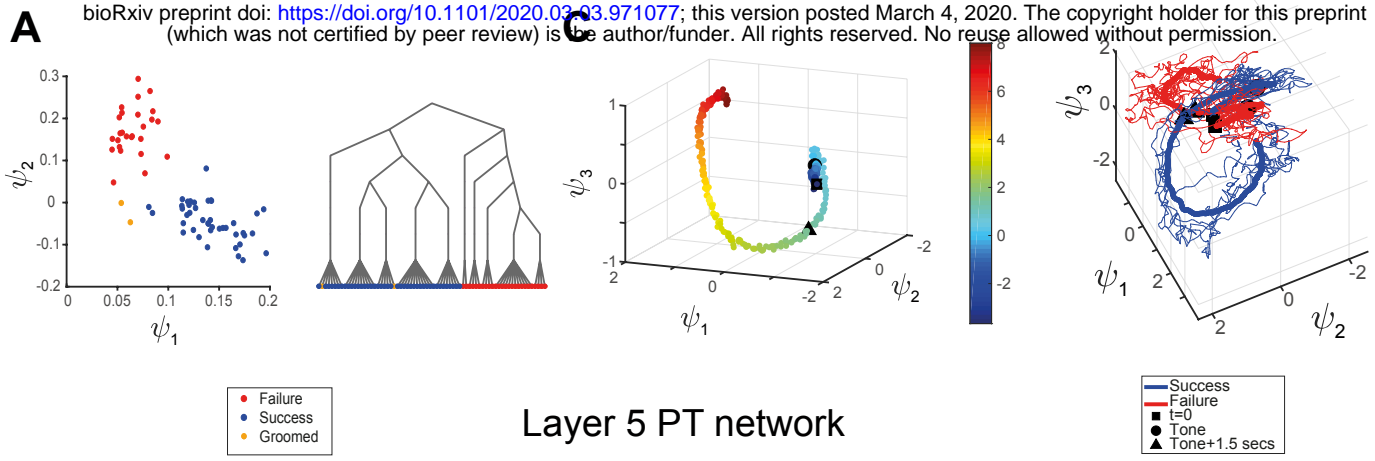 bioRxiv preprint doi: https://doi.org/10.1101/2020.03.03.971077; this version posted March 4, 2020. The copyright holder for this preprint
(which was not certified by peer review) is the author/funder. All rights reserved. No reuse allowed without permission.
A
C
0.3
0.2
0.1
0
-0.1
-0.2
ψ2
0
0.05
0.1
0.15
0.2
ψ1
Failure
Success
Groomed
1
0
-1
ψ3
2
0
-2
ψ1
2
0
-2
ψ2
8
6
4
2
0
-2
2
0
-2
ψ3
0
2
ψ1
2
0
-2
ψ2
Success
Failure
t=0
Tone
Tone+1.5 secs
Layer 5 PT network